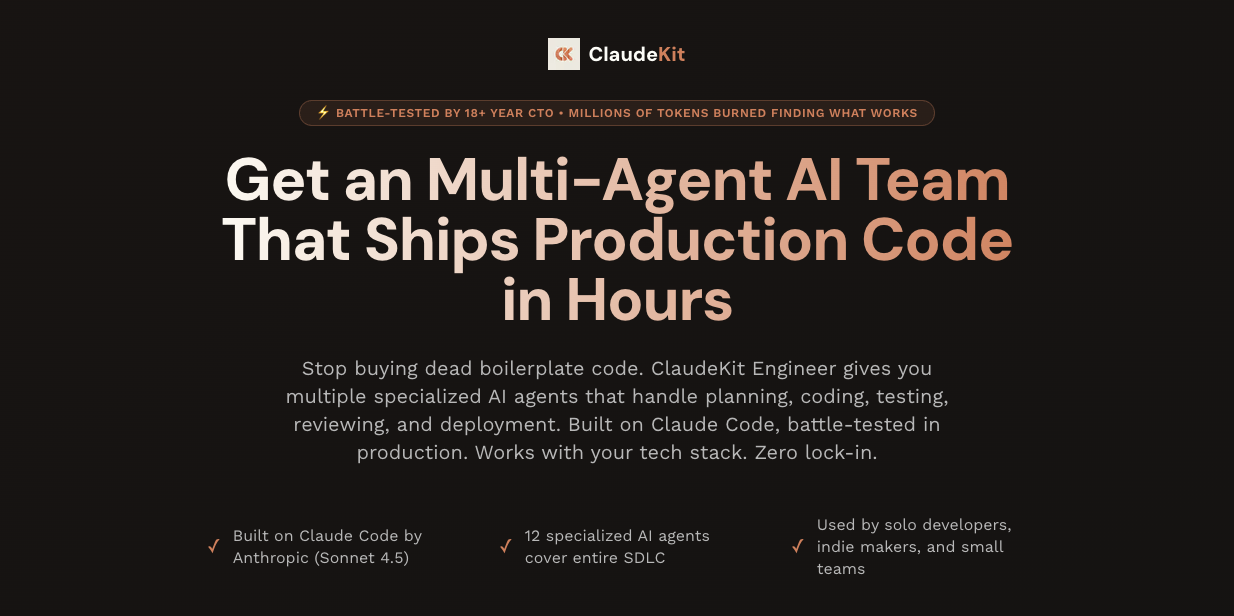 CK ClaudeKit
⚡ BATTLE-TESTED BY 18+ YEAR CTO • MILLIONS OF TOKENS BURNED FINDING WHAT WORKS
Get an Multi-Agent AI Team
That Ships Production Code
in Hours
Stop buying dead boilerplate code. ClaudeKit Engineer gives you
multiple specialized AI agents that handle planning, coding, testing,
reviewing, and deployment. Built on Claude Code, battle-tested in
production. Works with your tech stack. Zero lock-in.
✓ Built on Claude Code by
Anthropic (Sonnet 4.5)
✓ 12 specialized AI agents
cover entire SDLC
✓ Used by solo developers,
indie makers, and small
teams